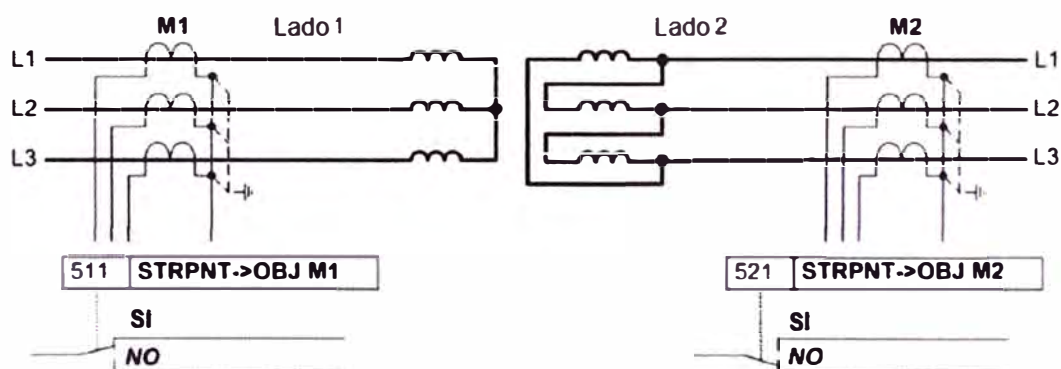 M1 Lado 1 Lado 2 M2
L1 L1
L2 L2
L3 L3
511 STRPNT->OBJ M1 521 STRPNT->OBJ M2
SI SI
NO NO